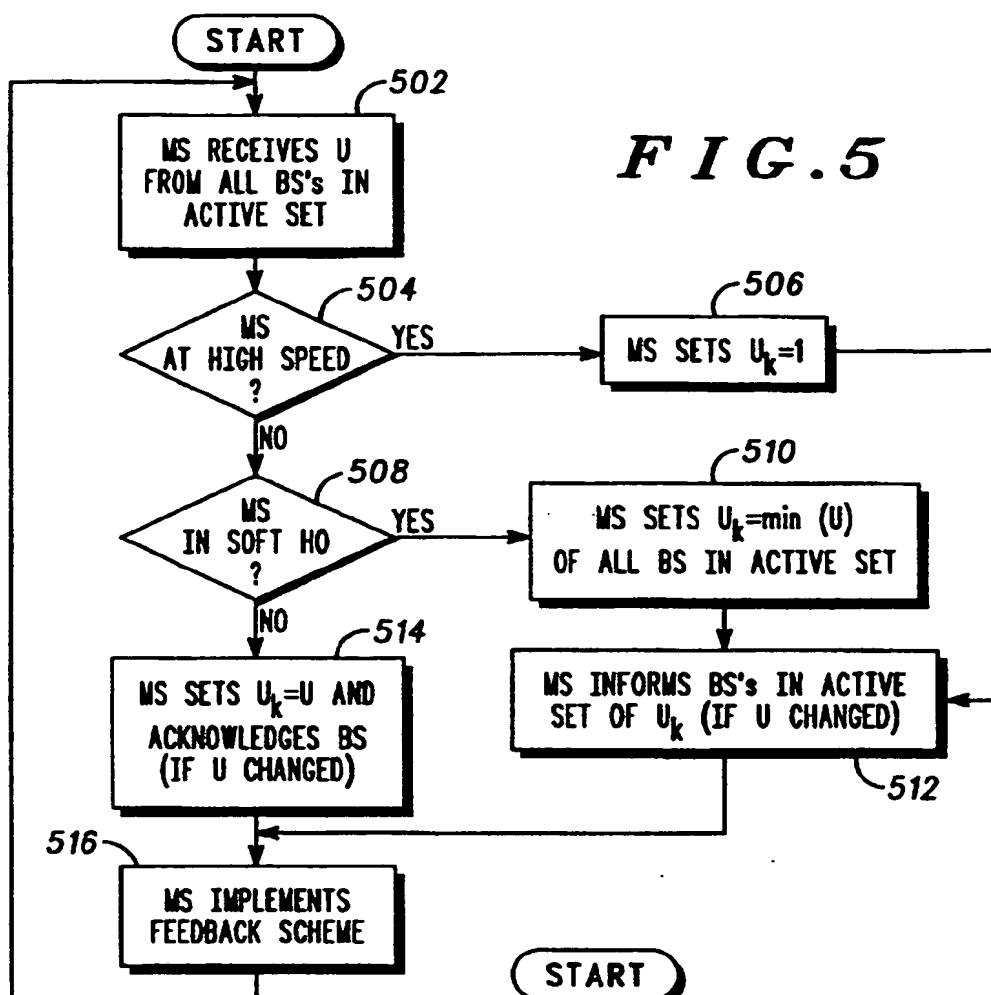 START
502
MS RECEIVES U
FROM ALL BS's IN
ACTIVE SET
FIG.5
504
MS
AT HIGH SPEED
?
YES
506
MS SETS Uk=1
NO
508
MS
IN SOFT HO
?
YES
510
MS SETS Uk=min (U)
OF ALL BS IN ACTIVE SET
NO
514
MS SETS Uk=U AND
ACKNOWLEDGES BS
(IF U CHANGED)
MS INFORMS BS's IN ACTIVE
SET OF Uk (IF U CHANGED)
512
516
MS IMPLEMENTS
FEEDBACK SCHEME
START